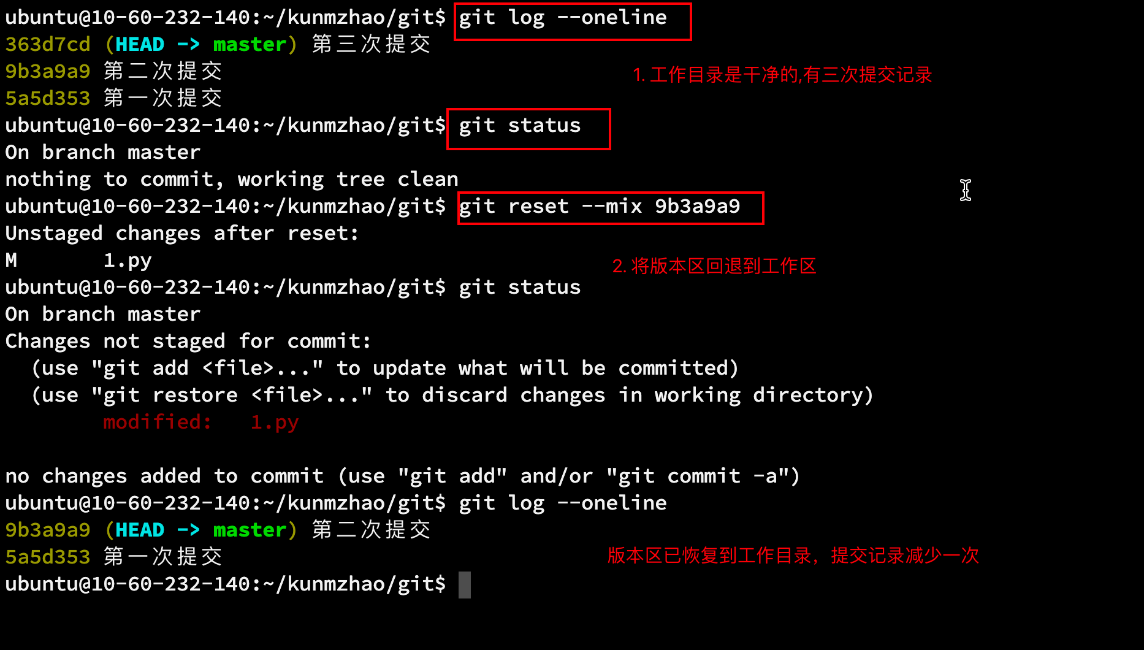 ubuntu@10-60-232-140:~/kunmzhao/git$ git log --oneline
363d7cd (HEAD -> master) 第三次提交
9b3a9a9 第二次提交
1. 工作目录是干净的,有三次提交记录
5a5d353 第一次提交
ubuntu@10-60-232-140:~/kunmzhao/git$ git status
On branch master
nothing to commit, working tree clean
ubuntu@10-60-232-140:~/kunmzhao/git$ git reset --mix 9b3a9a9
Unstaged changes after reset:
M       1.py
2. 将版本区回退到工作区
ubuntu@10-60-232-140:~/kunmzhao/git$ git status
On branch master
Changes not staged for commit:
  (use "git add <file>..." to update what will be committed)
  (use "git restore <file>..." to discard changes in working directory)
        modified:   1.py
no changes added to commit (use "git add" and/or "git commit -a")
ubuntu@10-60-232-140:~/kunmzhao/git$ git log --oneline
9b3a9a9 (HEAD -> master) 第二次提交
5a5d353 第一次提交
版本区已恢复到工作目录，提交记录减少一次
ubuntu@10-60-232-140:~/kunmzhao/git$